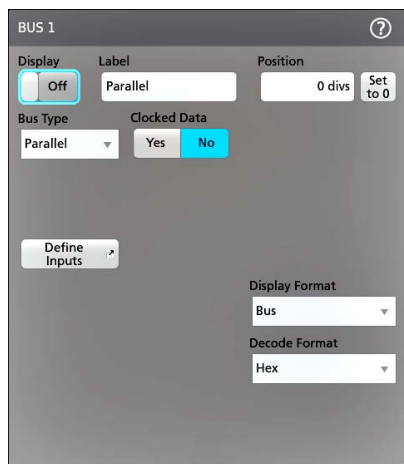 BUS 1
?
Display Label Position
Off Parallel 0 divs Set
to 0
Bus Type Clocked Data
Parallel Yes No
Define
Inputs
Display Format
Bus
Decode Format
Hex